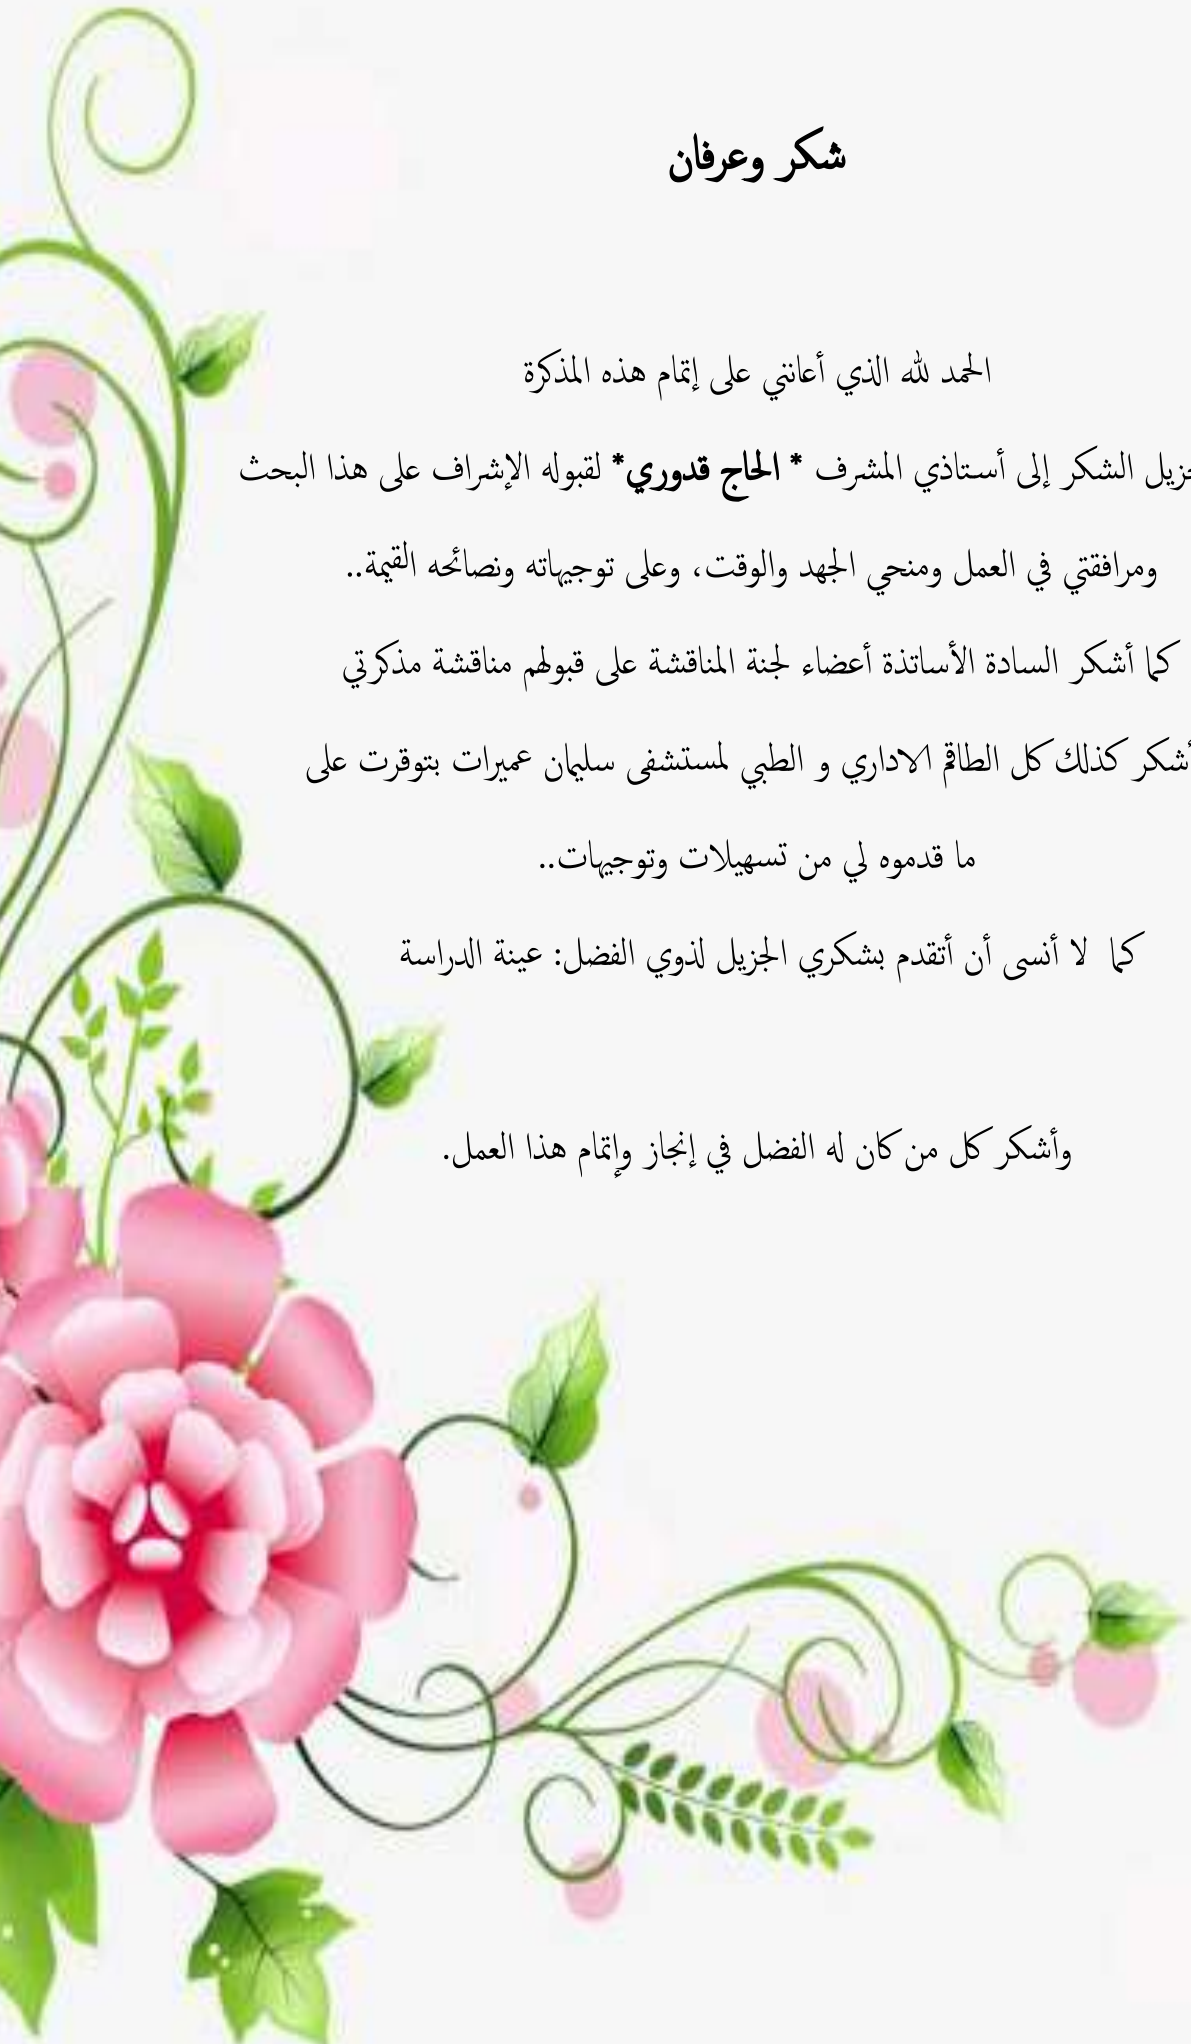 شكر وعرفان
الحمد لله الذي أعانني على إتمام هذه المذكرة
جزيل الشكر إلى أستاذي المشرف * الحاج قدوري* لقبوله الإشراف على هذا البحث
ومرافقتي في العمل ومنحي الجهد والوقت، وعلى توجيهاته ونصائحه القيمة..
كما أشكر السادة الأساتذة أعضاء لجنة المناقشة على قبولهم مناقشة مذكرتي
أشكر كذلك كل الطاقم الاداري و الطبي لمستشفى سليمان عميرات بتوقرت على
ما قدموه لي من تسهيلات وتوجيهات..
كما لا أنسى أن أتقدم بشكري الجزيل لذوي الفضل: عينة الدراسة
وأشكر كل من كان له الفضل في إنجاز وإتمام هذا العمل.